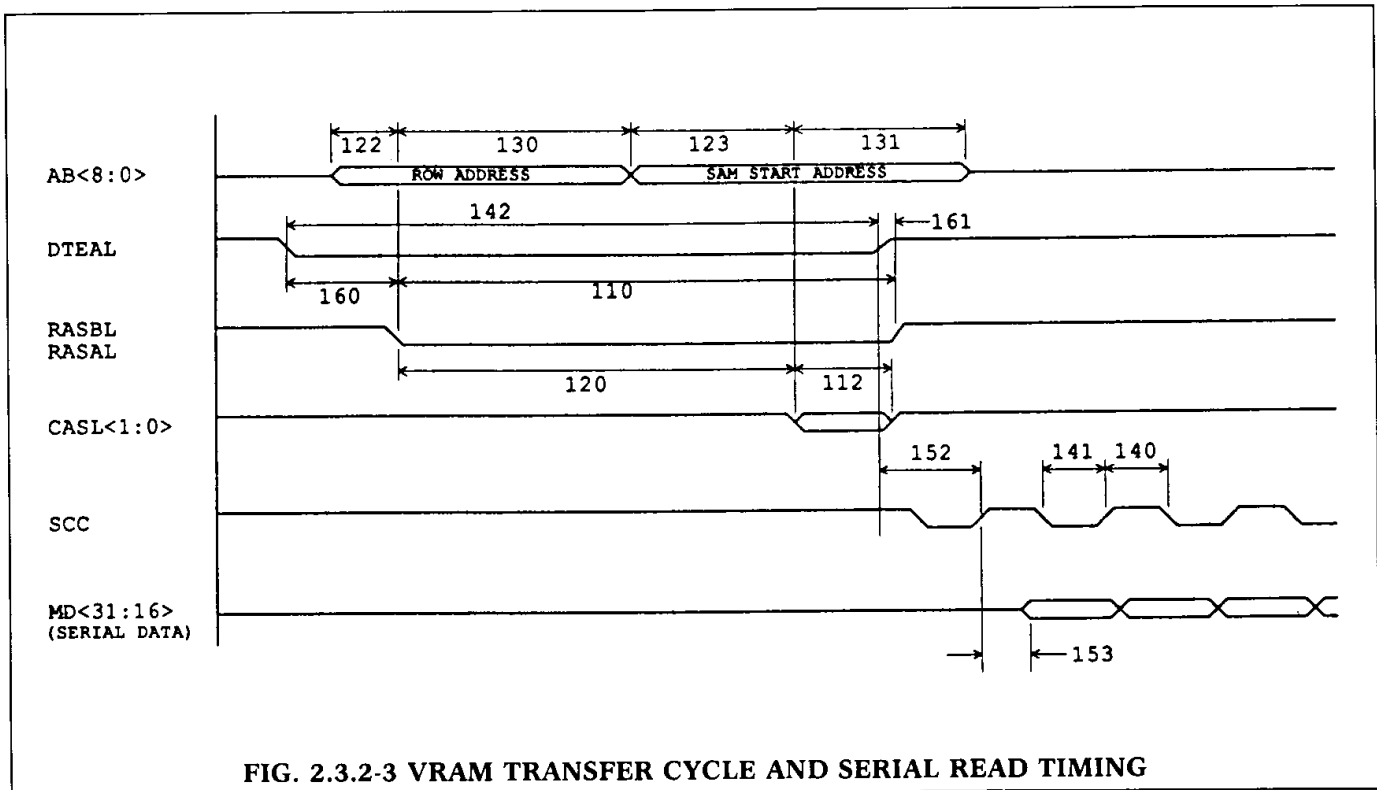 122 130 123 131
AB<8:0> ROW ADDRESS SAM START ADDRESS
142 161
DTEAL
160 110
RASBL
RASAL
120 112
CASL<1:0>
152 141 140
SCC
MD<31:16>
(SERIAL DATA)
153
FIG. 2.3.2-3 VRAM TRANSFER CYCLE AND SERIAL READ TIMING